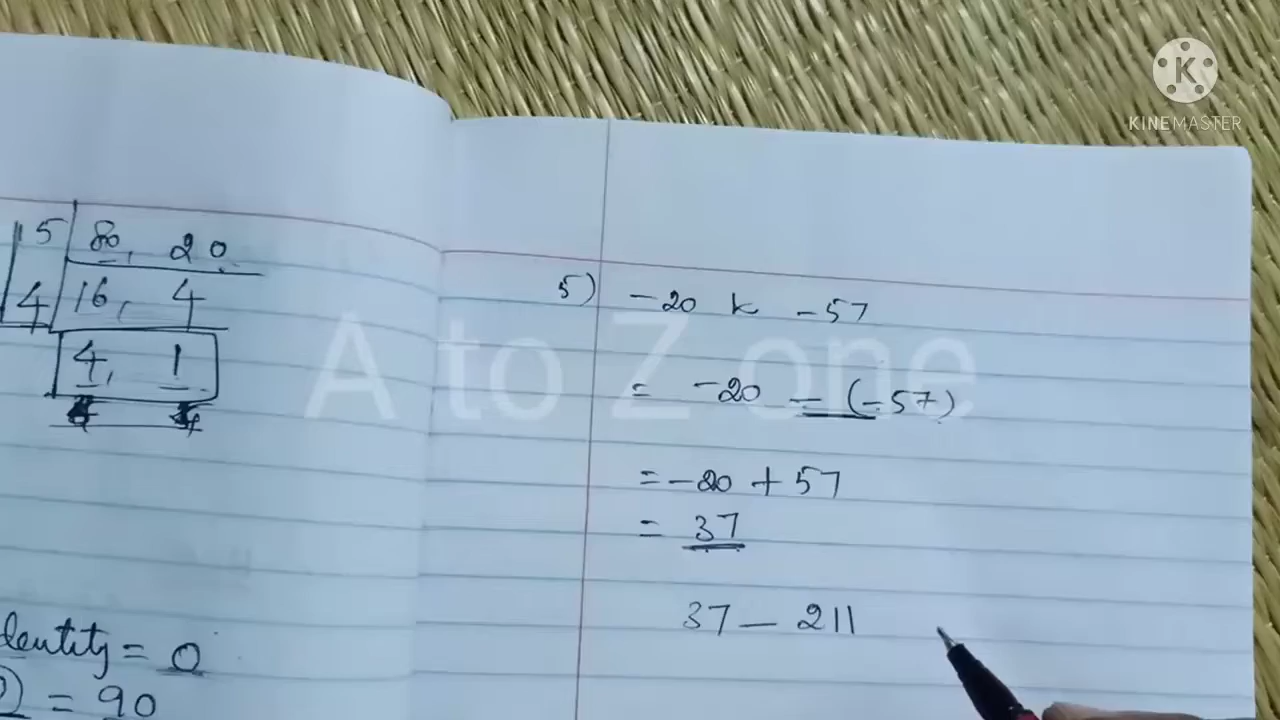 KINEMASTER
A to Z one
5 | 80, 20
4 | 16, 4
4, 1
dentity = 0
= 90
5) -20 k -57
= -20 - (-57)
= -20 + 57
= 37
37 - 211